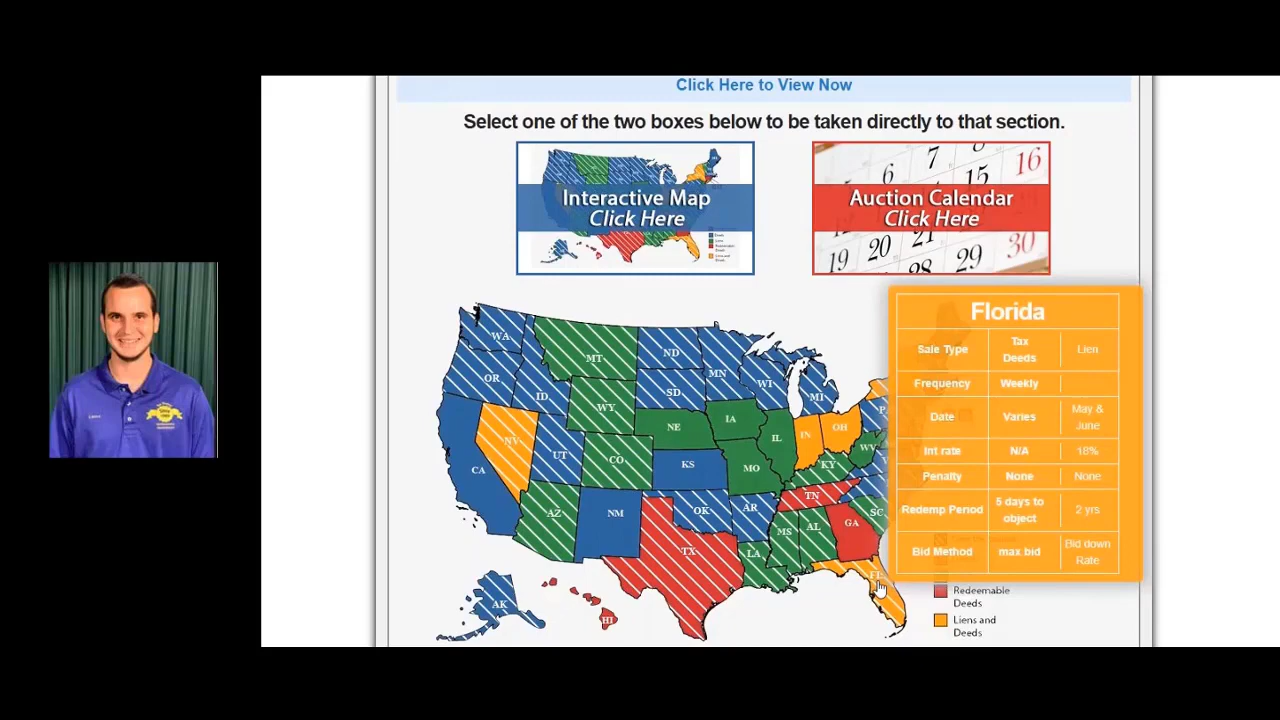 Click Here to View Now
Select one of the two boxes below to be taken directly to that section.
Interactive Map
Click Here
7
16
6
15
Auction Calendar
Click Here
19
20
21
28
29
30
Florida
Sale Type Tax Deeds Lien
Frequency Weekly
Date Varies May & June
Int rate N/A 18%
Penalty None None
Redemp Period 5 days to object 2 yrs
Bid Method max bid Bid down Rate
WA
MT
ND
MN
OR
ID
SD
WI
MI
WY
NE
IA
NV
UT
CO
IL
IN
OH
WV
CA
KS
MO
KY
AZ
NM
OK
AR
TN
SC
TX
LA
MS
AL
GA
FL
AK
HI
Redeemable
Deeds
Liens and
Deeds